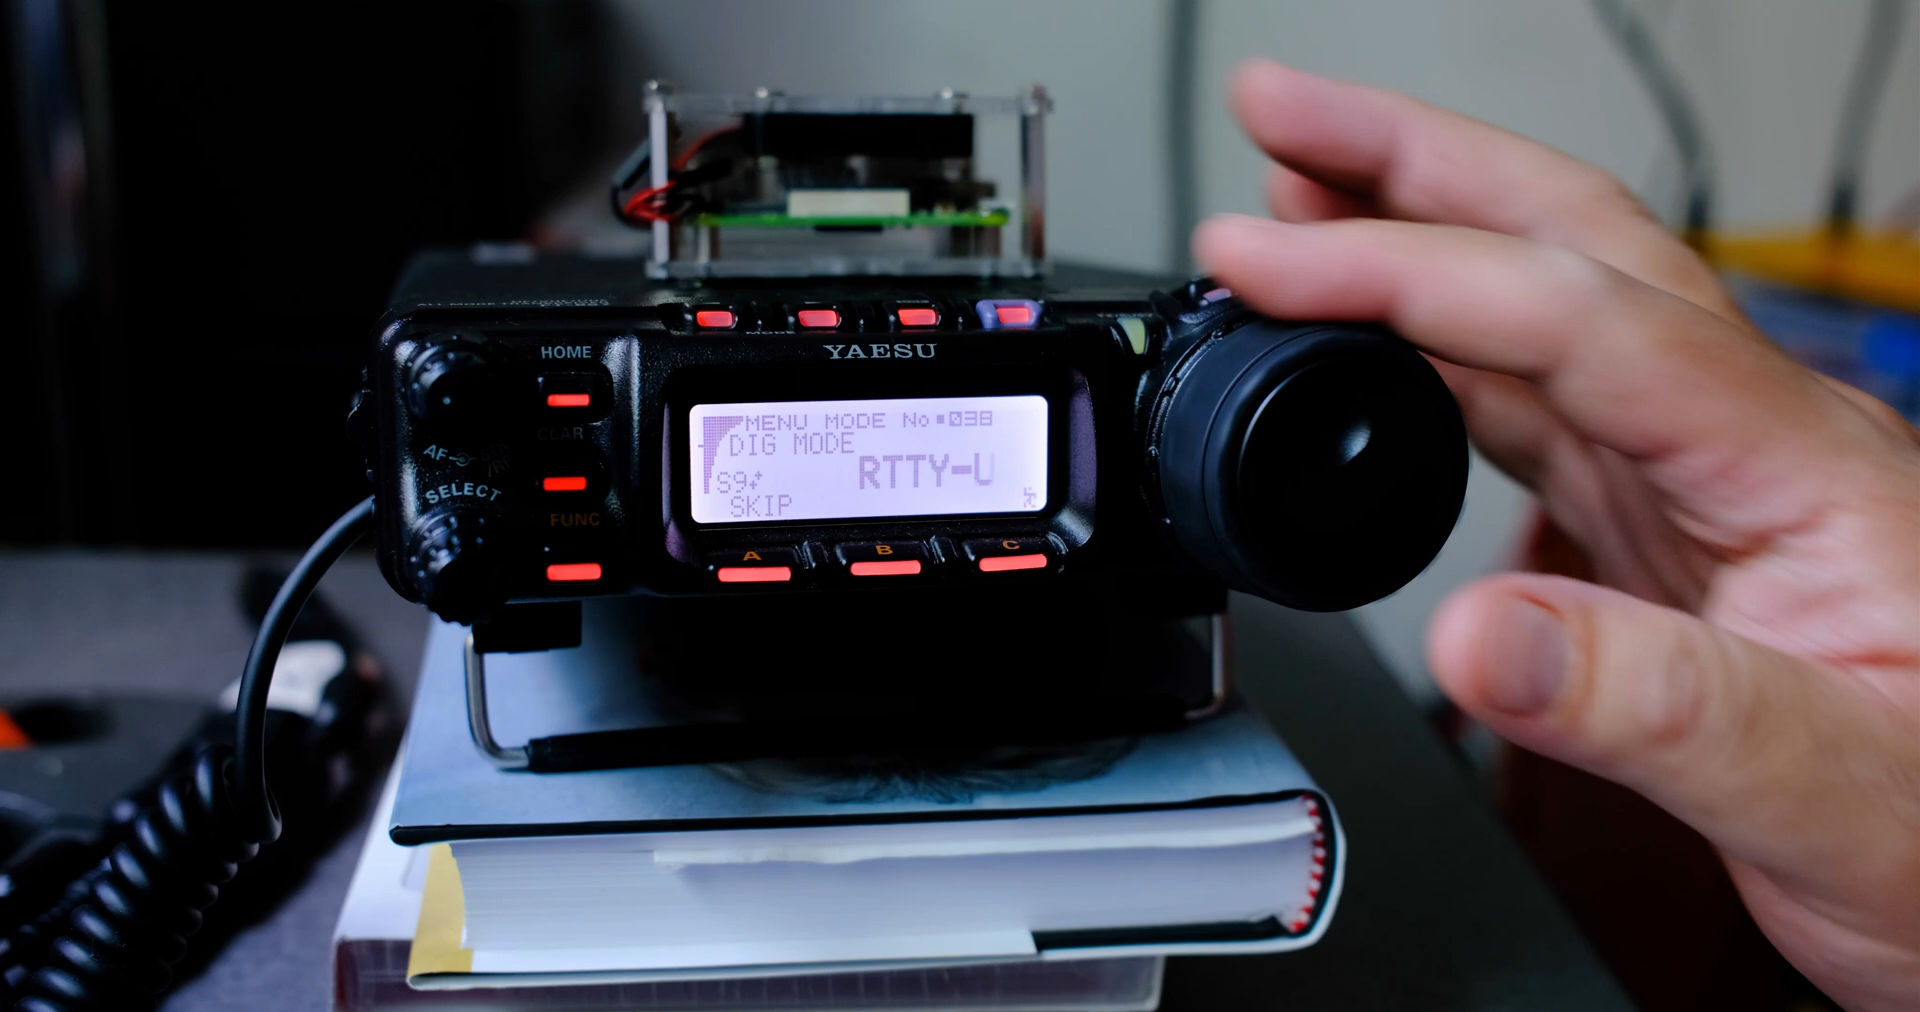 HOME
YAESU
CLAR
MENU MODE No▪038
DIG MODE
AF
RTTY-U
S9+
SELECT
SKIP
FUNC
A B C